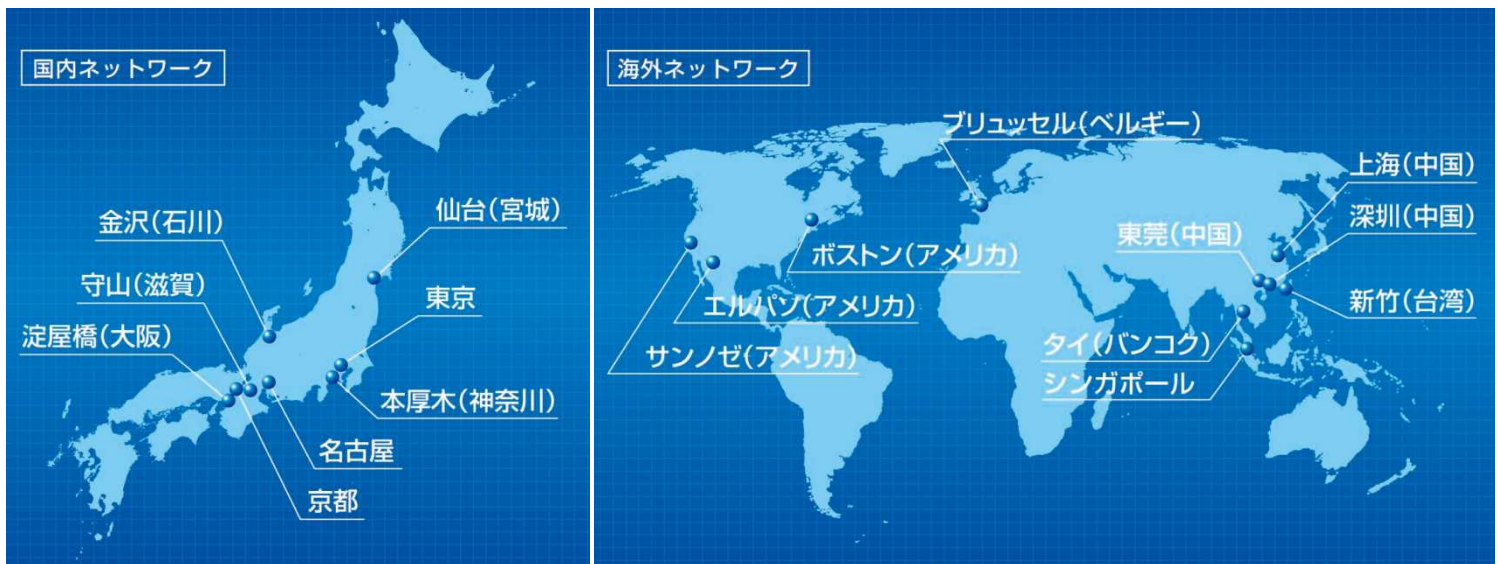 国内ネットワーク
仙台(宮城)
金沢(石川)
守山(滋賀)
東京
淀屋橋(大阪)
本厚木(神奈川)
名古屋
京都
海外ネットワーク
ブリュッセル(ベルギー)
上海(中国)
深圳(中国)
東莞(中国)
ボストン(アメリカ)
エルパソ(アメリカ)
新竹(台湾)
サンノゼ(アメリカ)
タイ(バンコク)
シンガポール